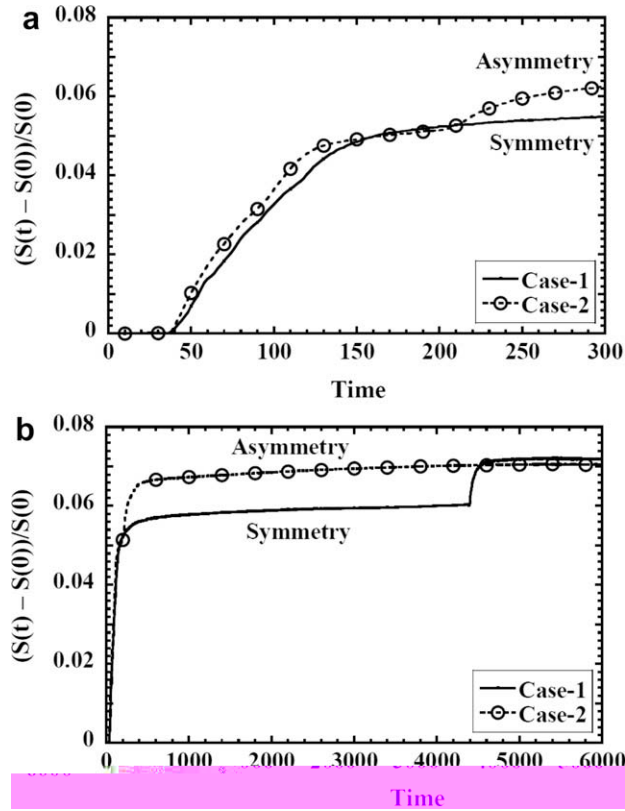 a
0.08
0.06
0.04
0.02
0
(S(t) – S(0))/S(0)
Asymmetry
Symmetry
Case-1
Case-2
0 50 100 150 200 250 300
Time
b
0.08
0.06
0.04
0.02
0
(S(t) – S(0))/S(0)
Asymmetry
Symmetry
Case-1
Case-2
0 1000 2000 3000 4000 5000 6000
Time